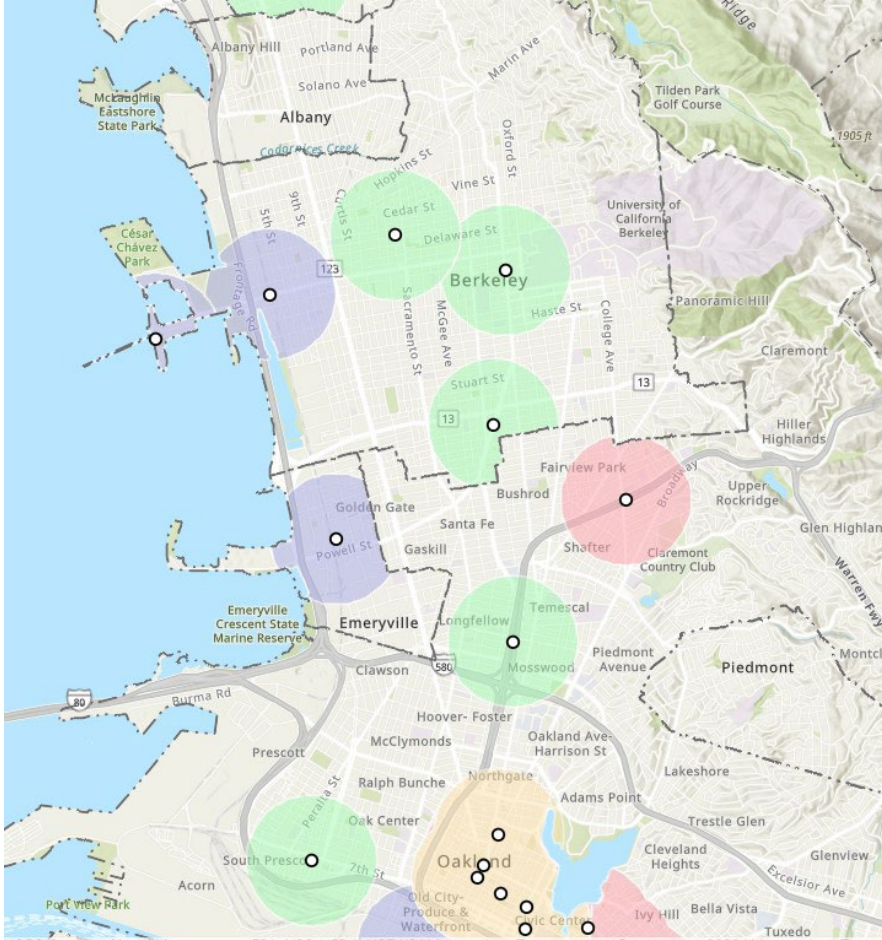 Ridge
Albany Hill
Portland Ave
Marin Ave
Solano Ave
Tilden Park
Golf Course
McLaughlin
Eastshore
State Park
Albany
1905 ft
Codornices Creek
Oxford St
Hopkins St
Vine St
9th St
Curtis St
Cedar St
5th St
Delaware St
University of
California
Berkeley
César
Chávez
Park
123
Frontage Rd
Berkeley
Sacramento St
McGee Ave
Haste St
College Ave
Panoramic Hill
Claremont
Stuart St
13
13
Hiller
Highlands
Fairview Park
Broadway
Upper
Rockridge
Bushrod
Golden Gate
Santa Fe
Glen Highlan
Powell St
Gaskill
Shafter
Claremont
Country Club
Warren Fwy
Emeryville
Crescent State
Marine Reserve
Emeryville
Longfellow
Temescal
Piedmont
Avenue
Piedmont
Montcl
Clawson
580
Mosswood
80
Burma Rd
Hoover- Foster
McClymonds
Oakland Ave-
Harrison St
Prescott
Northgate
Lakeshore
Peralta St
Ralph Bunche
Adams Point
Oak Center
Trestle Glen
South Presco
Oakland
Cleveland
Heights
Glenview
7th St
Acorn
Excelsior Ave
Port View Park
Old City-
Produce &
Waterfront
Civic Center
Ivy Hill
Bella Vista
Tuxedo